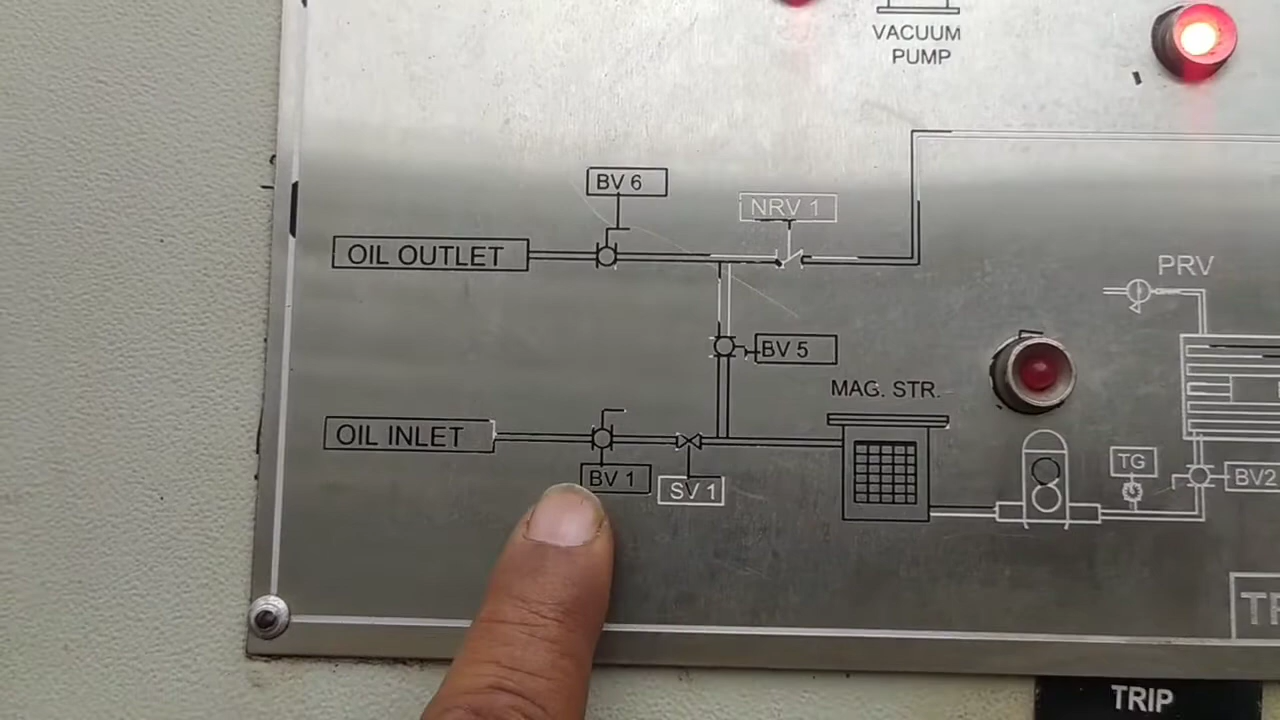 VACUUM
PUMP
BV 6
NRV 1
OIL OUTLET
PRV
BV 5
MAG. STR.
OIL INLET
BV 1
SV 1
TG
BV2
TRIP